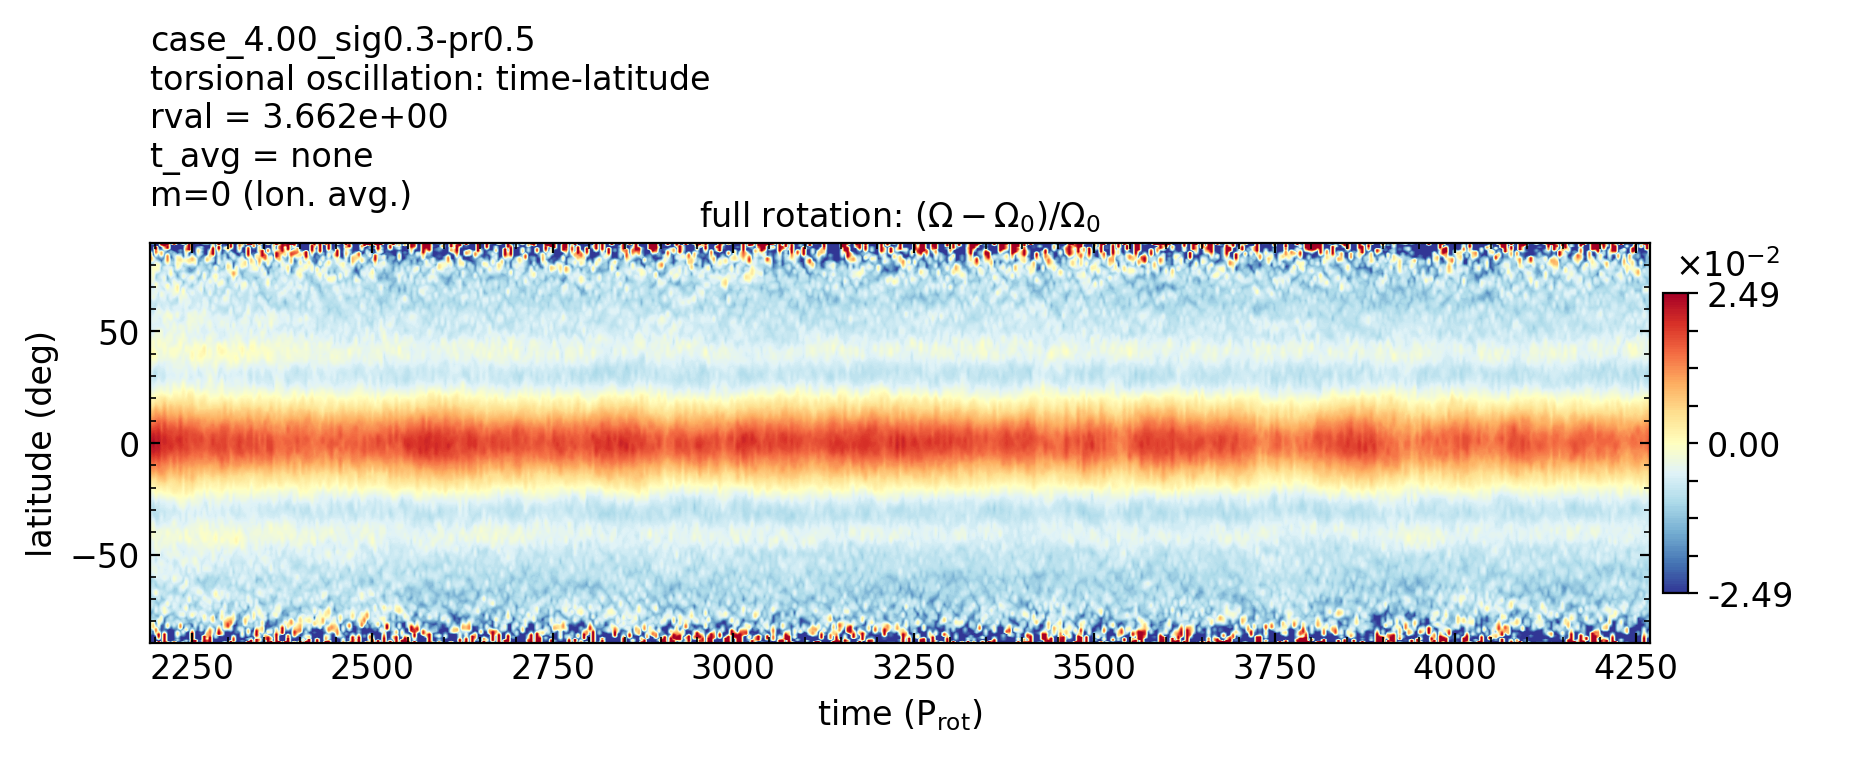 case_4.00_sig0.3-pr0.5
torsional oscillation: time-latitude
rval = 3.662e+00
t_avg = none
m=0 (lon. avg.)
full rotation: (Ω − Ω₀)/Ω₀
×10⁻²
2.49
0.00
-2.49
latitude (deg)
50
0
−50
2250 2500 2750 3000 3250 3500 3750 4000 4250
time (P_rot)